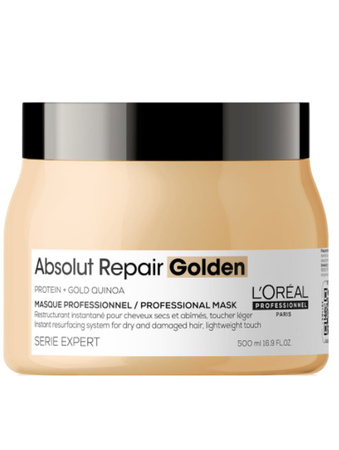 Absolut Repair Golden
PROTEIN + GOLD QUINOA
MASQUE PROFESSIONNEL / PROFESSIONAL MASK
Restructurant instantané pour cheveux secs et abîmés, toucher léger
Instant resurfacing system for dry and damaged hair, lightweight touch
SERIE EXPERT
500 ml 16.9 FL.OZ.
L'ORÉAL
PROFESSIONNEL
PARIS